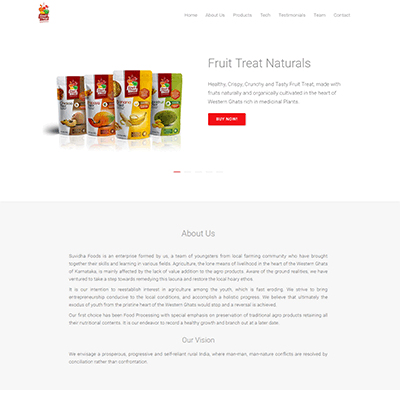 Home About Us Products Tech Testimonials Team Contact
Fruit Treat Naturals
Healthy, Crispy, Crunchy and Tasty Fruit Treat, made with
fruits naturally and organically cultivated in the heart of
Western Ghats rich in medicinal Plants.
BUY NOW!
About Us
Suvidha Foods is an enterprise formed by us, a team of youngsters from local farming community who have brought
together their skills and learning in various fields. Agriculture, the lone means of livelihood in the heart of the Western Ghats
of Karnataka, is mainly affected by the lack of value addition to the agro products. Aware of the ground realities, we have
ventured to take a step towards remedying this lacuna and restore the local hoary ethos.
It is our intention to reestablish interest in agriculture among the youth, which is fast eroding. We strive to bring
entrepreneurship conducive to the local conditions, and accomplish a holistic progress. We believe that ultimately the
exodus of youth from the pristine heart of the Western Ghats would stop and a reversal is achieved.
Our first choice has been Food Processing with special emphasis on preservation of traditional agro products retaining all
their nutritional contents. It is our endeavor to record a healthy growth and branch out at a later date.
Our Vision
We envisage a prosperous, progressive and self-reliant rural India, where man-man, man-nature conflicts are resolved by
conciliation rather than confrontation.